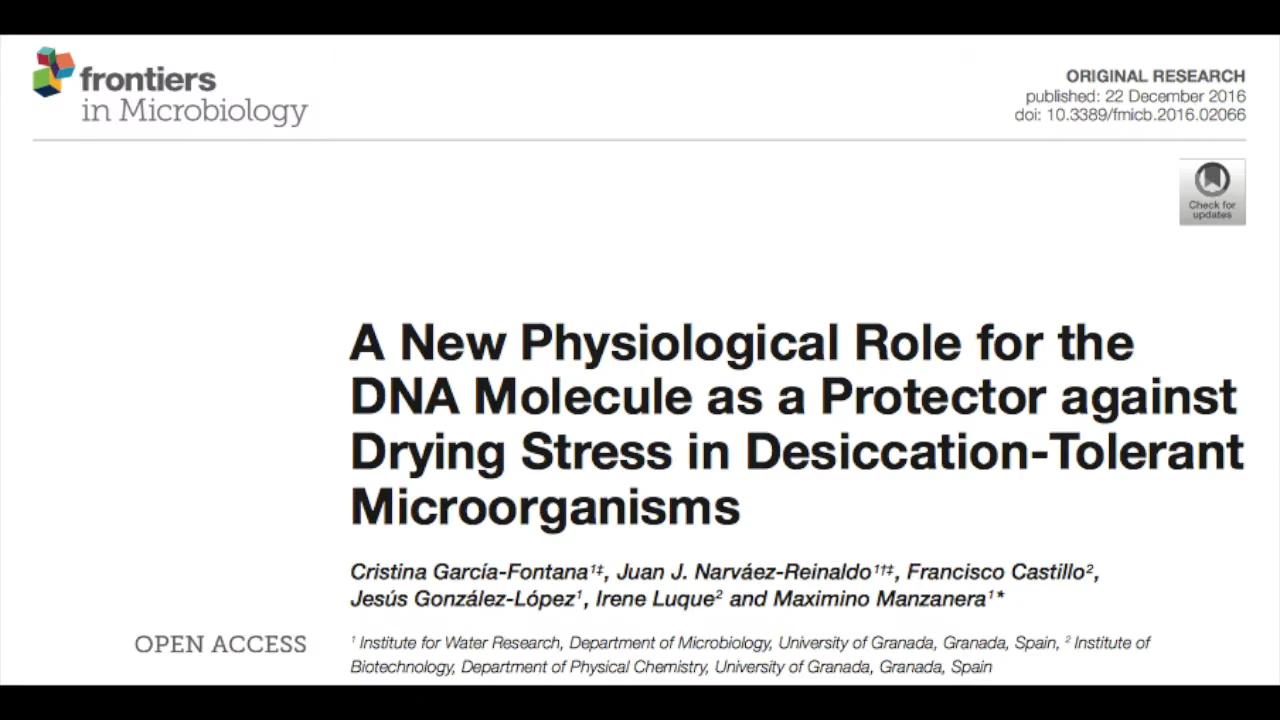 frontiers
in Microbiology
ORIGINAL RESEARCH
published: 22 December 2016
doi: 10.3389/fmicb.2016.02066
Check for
updates
A New Physiological Role for the
DNA Molecule as a Protector against
Drying Stress in Desiccation-Tolerant
Microorganisms
Cristina García-Fontana¹‡, Juan J. Narváez-Reinaldo¹†‡, Francisco Castillo²,
Jesús González-López¹, Irene Luque² and Maximino Manzanera¹*
OPEN ACCESS
¹ Institute for Water Research, Department of Microbiology, University of Granada, Granada, Spain, ² Institute of
Biotechnology, Department of Physical Chemistry, University of Granada, Granada, Spain